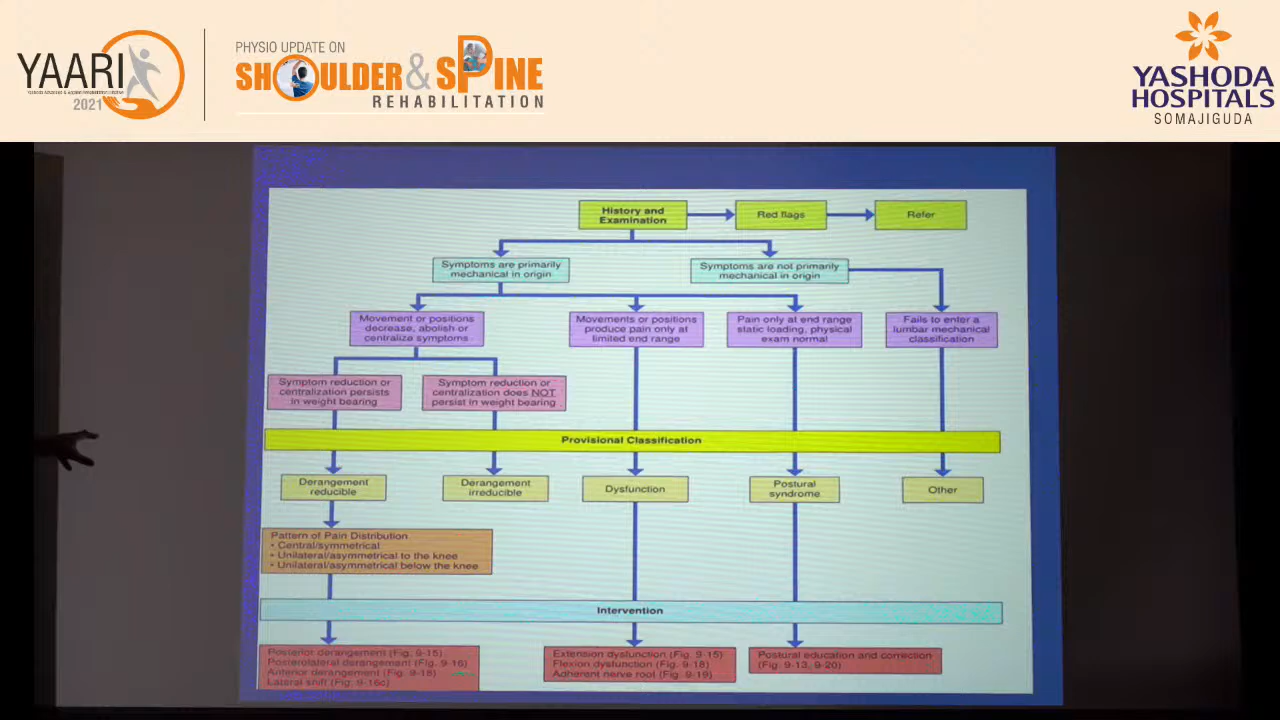 YAARI
2021
PHYSIO UPDATE ON
SHOULDER & SPINE
REHABILITATION
YASHODA
HOSPITALS
SOMAJIGUDA
History and
Examination
Red flags
Refer
Symptoms are primarily
mechanical in origin
Symptoms are not primarily
mechanical in origin
Movement or positions
decrease, abolish or
centralize symptoms
Movements or positions
produce pain only at
limited end range
Pain only at end range
static loading, physical
exam normal
Fails to enter a
lumbar mechanical
classification
Symptom reduction or
centralization persists
in weight bearing
Symptom reduction or
centralization does NOT
persist in weight bearing
Provisional Classification
Derangement
reducible
Derangement
irreducible
Dysfunction
Postural
syndrome
Other
Pattern of Pain Distribution
• Central/symmetrical
• Unilateral/asymmetrical to the knee
• Unilateral/asymmetrical below the knee
Intervention
Posterior derangement (Fig. 9-15)
Posterolateral derangement (Fig. 9-16)
Anterior derangement (Fig. 9-18)
Lateral shift (Fig. 9-16c)
Extension dysfunction (Fig. 9-15)
Flexion dysfunction (Fig. 9-18)
Adherent nerve root (Fig. 9-19)
Postural education and correction
(Fig. 9-13, 9-20)